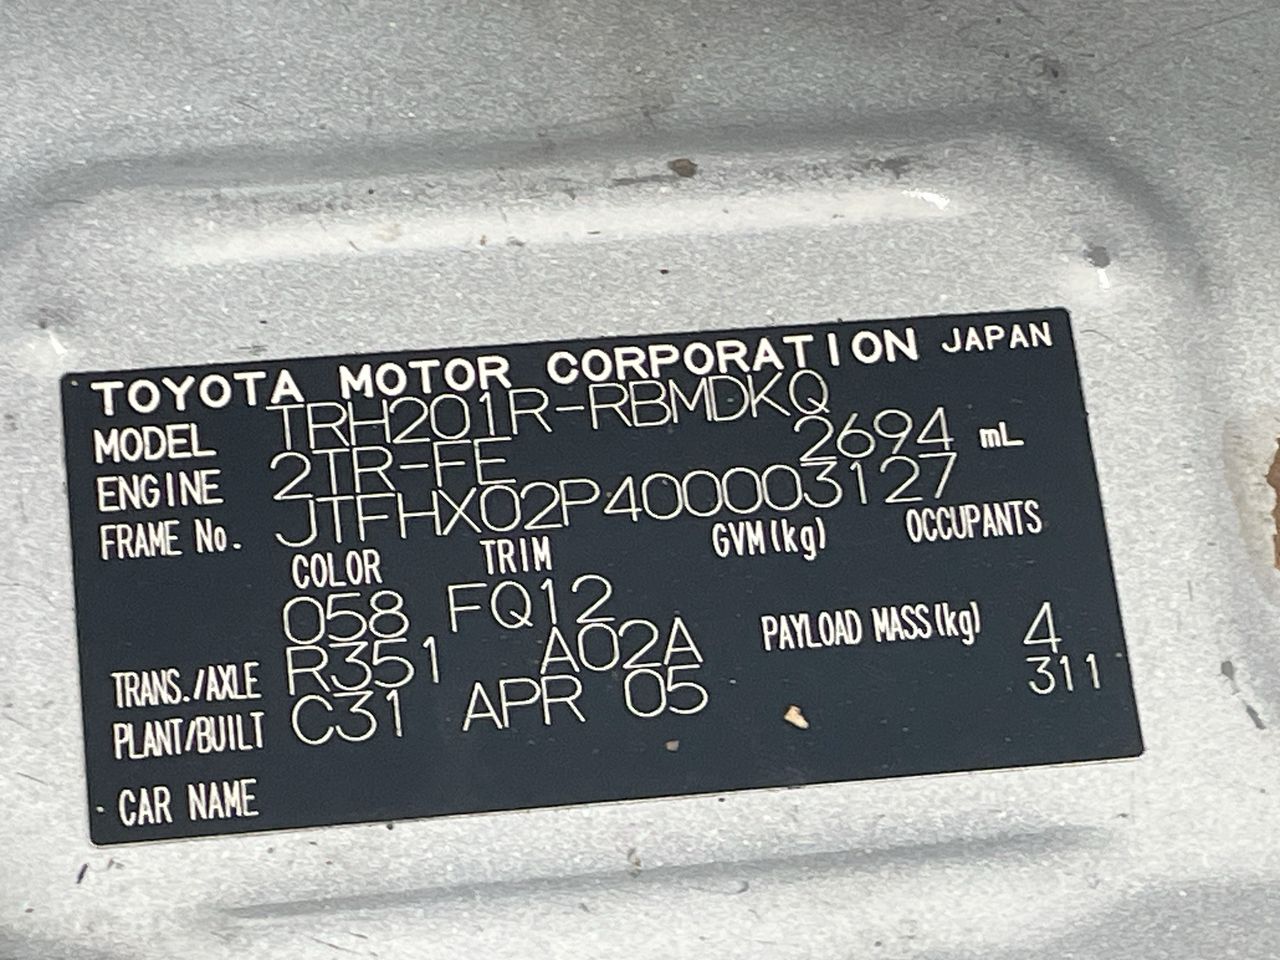 TOYOTA MOTOR CORPORATION JAPAN
MODEL TRH201R-RBMDKQ
ENGINE 2TR-FE 2694 mL
FRAME No. JTFHX02P400003127
COLOR TRIM GVM(kg) OCCUPANTS
058 FQ12
TRANS./AXLE R351 A02A PAYLOAD MASS(kg) 4
PLANT/BUILT C31 APR 05 311
CAR NAME